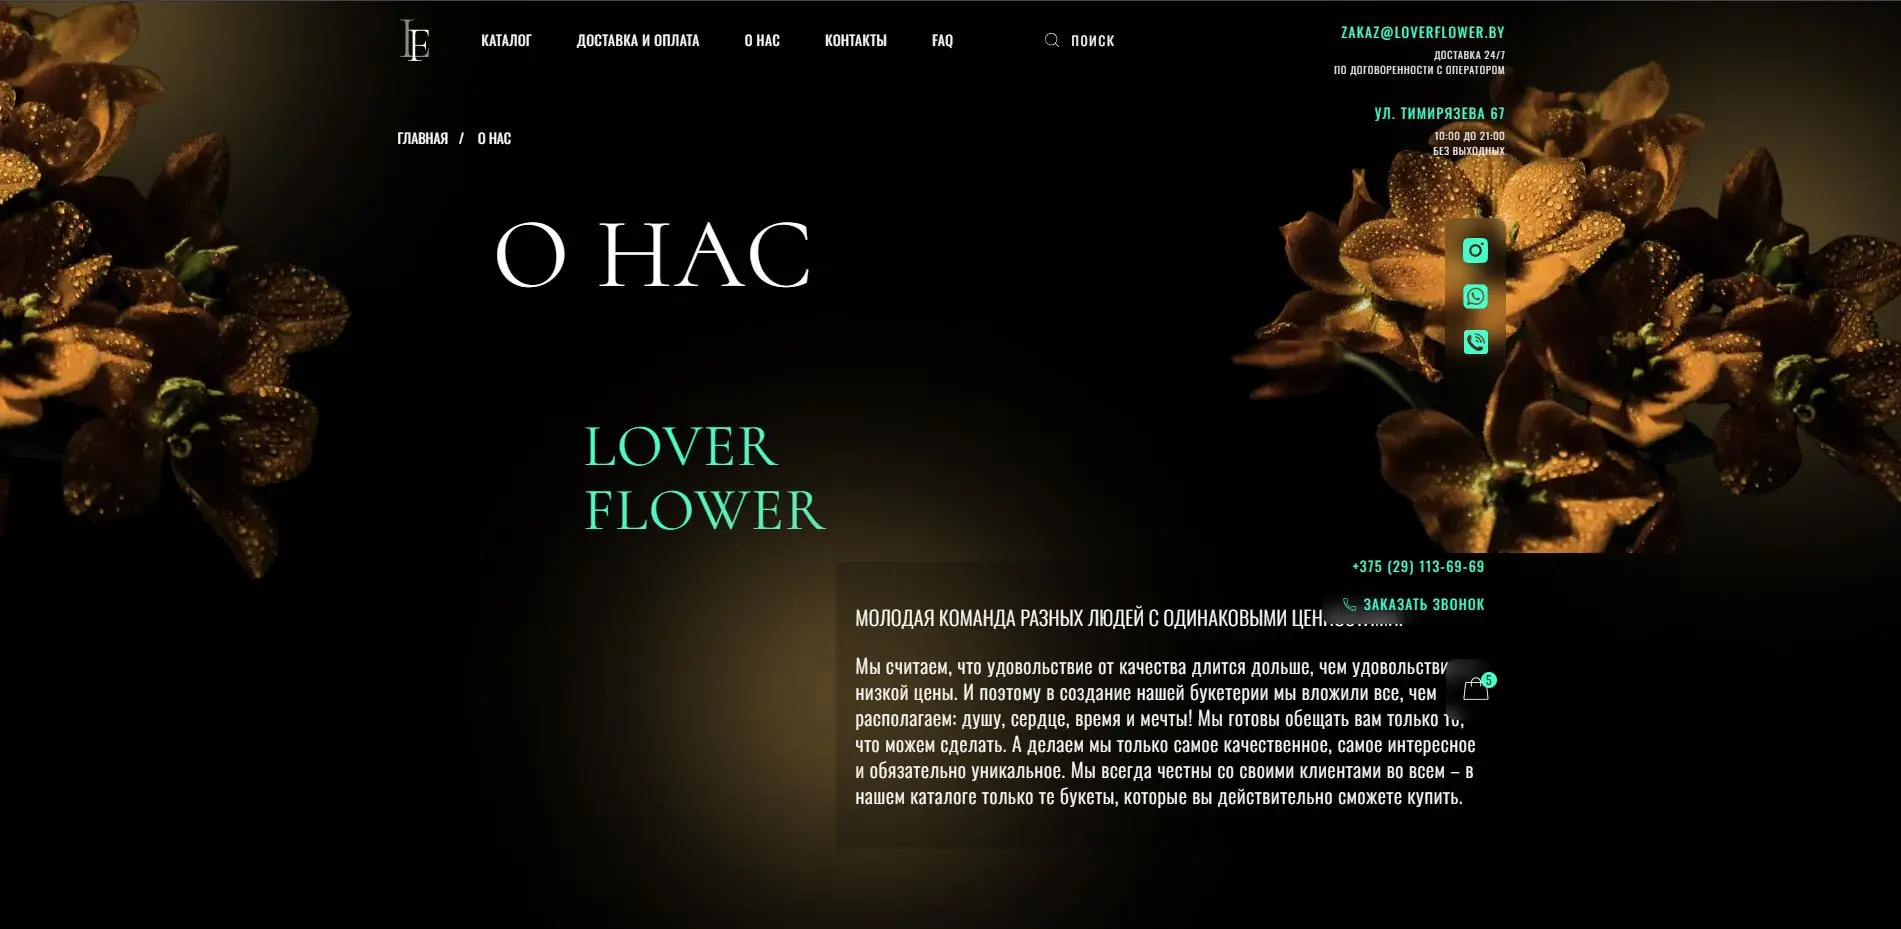 LF
КАТАЛОГ
ДОСТАВКА И ОПЛАТА
О НАС
КОНТАКТЫ
FAQ
ПОИСК
ZAKAZ@LOVERFLOWER.BY
ДОСТАВКА 24/7
ПО ДОГОВОРЕННОСТИ С ОПЕРАТОРОМ
УЛ. ТИМИРЯЗЕВА 67
10:00 ДО 21:00
БЕЗ ВЫХОДНЫХ
ГЛАВНАЯ / О НАС
О НАС
LOVER
FLOWER
+375 (29) 113-69-69
ЗАКАЗАТЬ ЗВОНОК
5
МОЛОДАЯ КОМАНДА РАЗНЫХ ЛЮДЕЙ С ОДИНАКОВЫМИ
Мы считаем, что удовольствие от качества длится дольше, чем
низкой цены. И поэтому в создание нашей букетерии мы вложили все, чем
располагаем: душу, сердце, время и мечты! Мы готовы обещать вам только то,
что можем сделать. А делаем мы только самое качественное, самое интересное
и обязательно уникальное. Мы всегда честны со своими клиентами во всем – в
нашем каталоге только те букеты, которые вы действительно сможете купить.